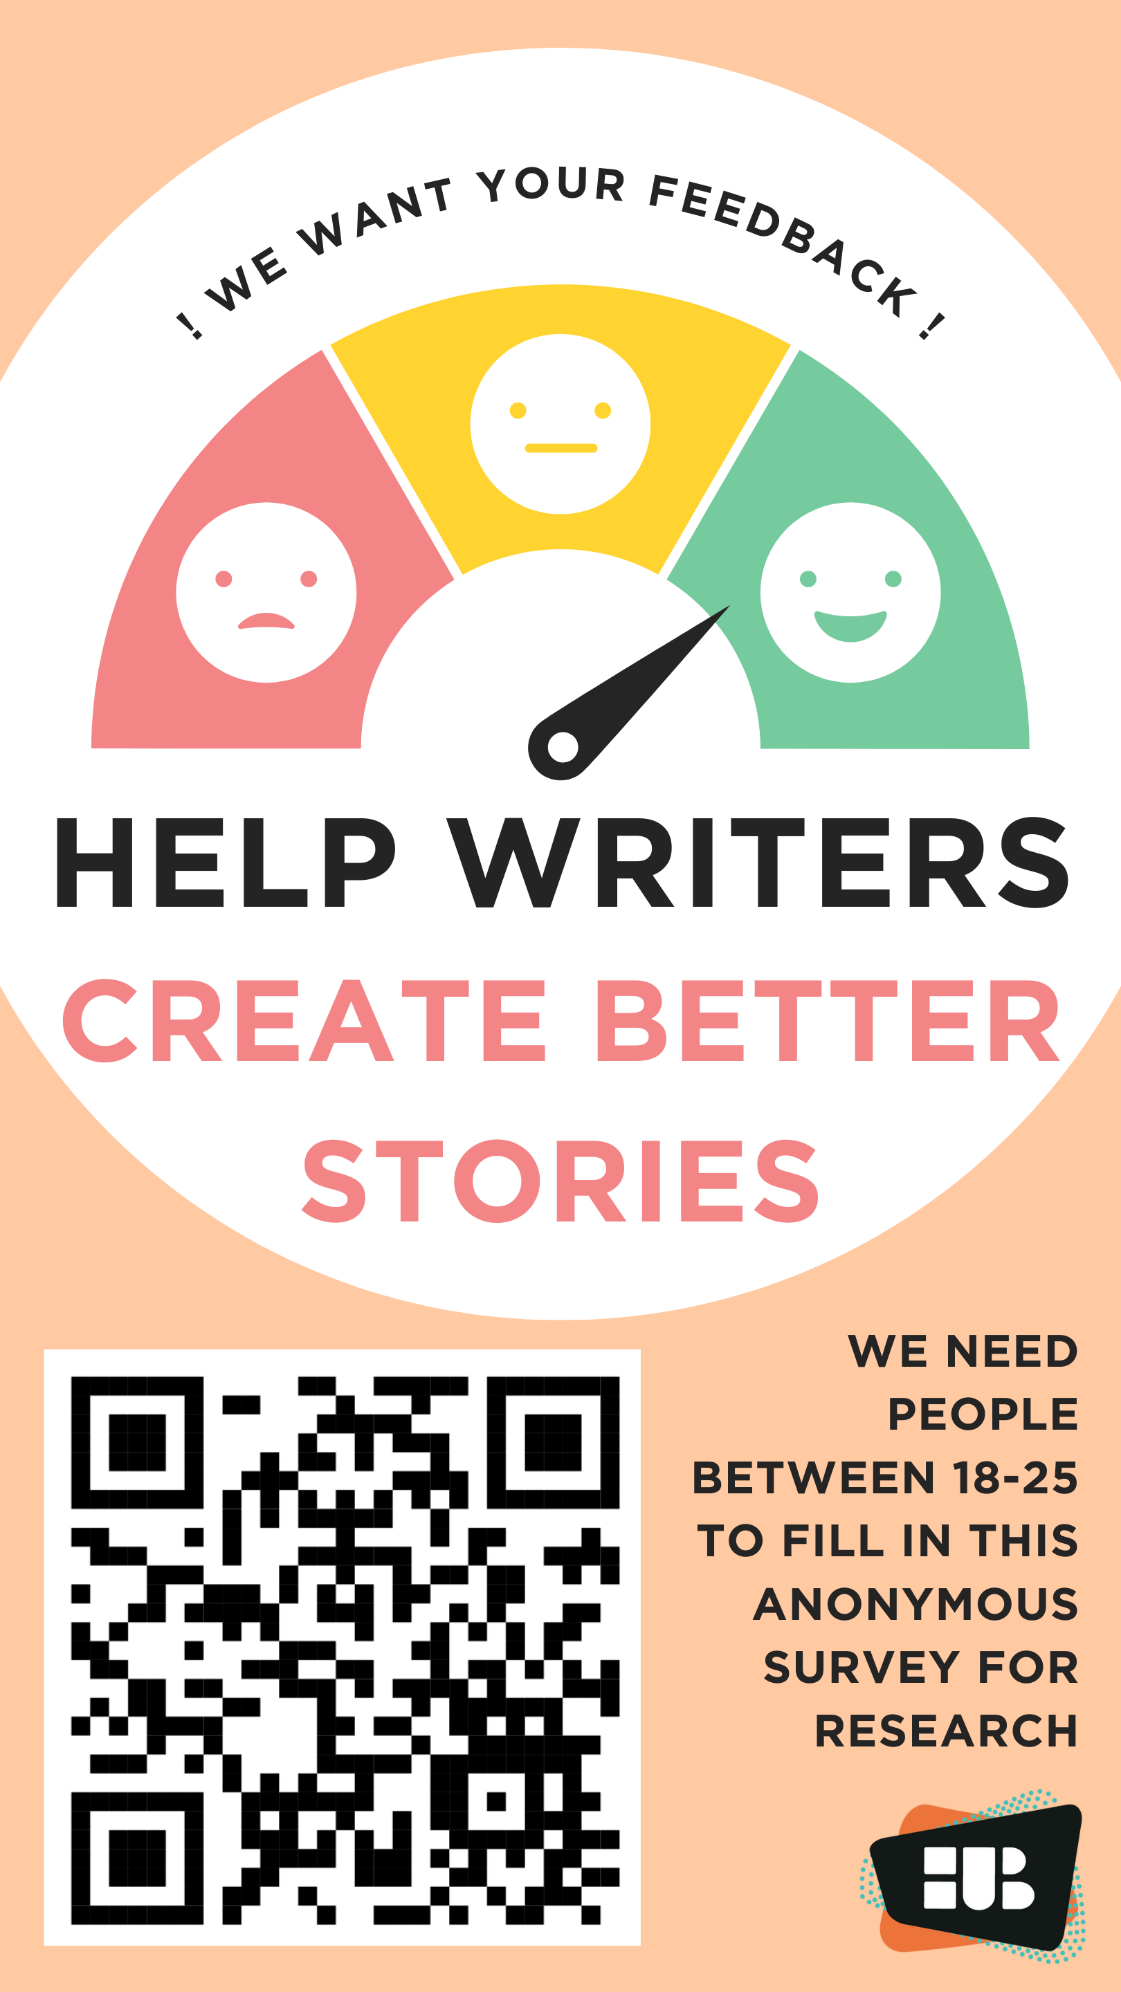 ! WE WANT YOUR FEEDBACK !
HELP WRITERS
CREATE BETTER
STORIES
WE NEED
PEOPLE
BETWEEN 18-25
TO FILL IN THIS
ANONYMOUS
SURVEY FOR
RESEARCH
HUB